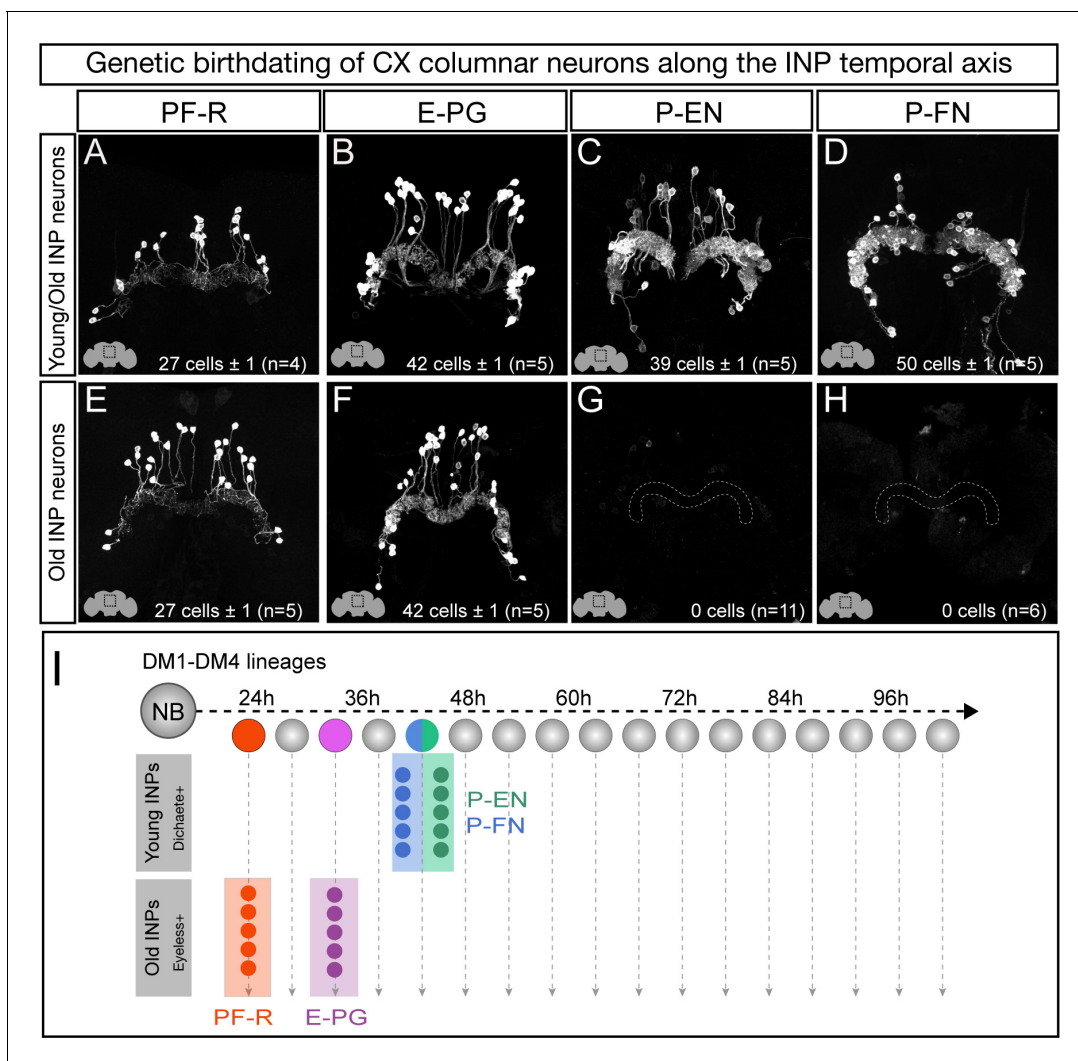 Genetic birthdating of CX columnar neurons along the INP temporal axis
PF-R
E-PG
P-EN
P-FN
Young/Old INP neurons
A
27 cells ± 1 (n=4)
B
42 cells ± 1 (n=5)
C
39 cells ± 1 (n=5)
D
50 cells ± 1 (n=5)
Old INP neurons
E
27 cells ± 1 (n=5)
F
42 cells ± 1 (n=5)
G
0 cells (n=11)
H
0 cells (n=6)
I
DM1-DM4 lineages
NB
24h
36h
48h
60h
72h
84h
96h
Young INPs
Dichaete+
P-EN
P-FN
Old INPs
Eyeless+
PF-R
E-PG